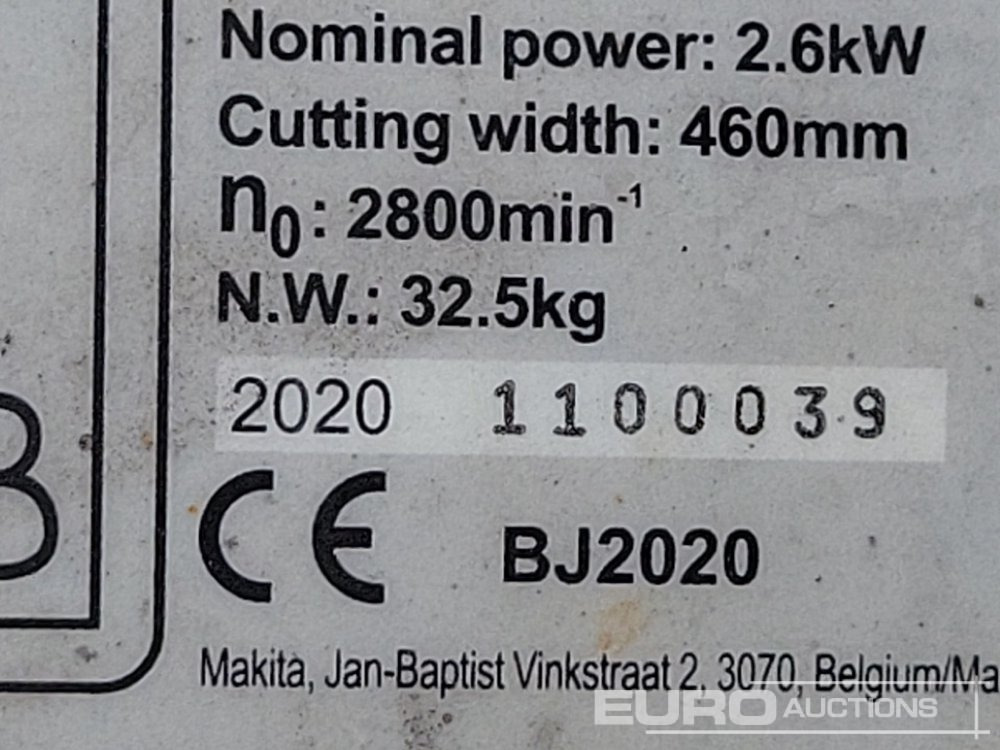 Nominal power: 2.6kW
Cutting width: 460mm
n₀: 2800min⁻¹
N.W.: 32.5kg
2020 1100039
CE
BJ2020
Makita, Jan-Baptist Vinkstraat 2, 3070, Belgium/Ma
EURO AUCTIONS